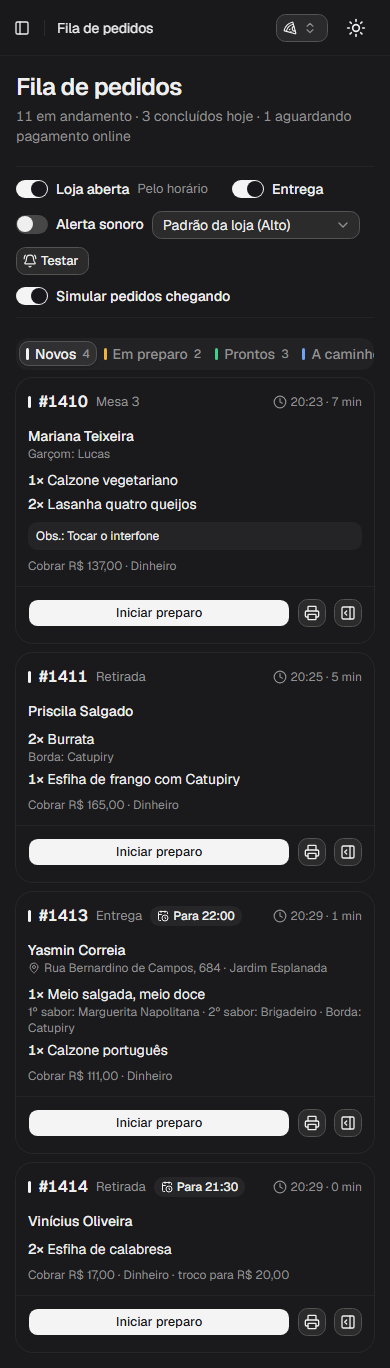 Fila de pedidos
Fila de pedidos
11 em andamento · 3 concluídos hoje · 1 aguardando
pagamento online
Loja aberta Pelo horário Entrega
Alerta sonoro Padrão da loja (Alto)
Testar
Simular pedidos chegando
Novos 4 Em preparo 2 Prontos 3 A caminho
#1410 Mesa 3 20:23 · 7 min
Mariana Teixeira
Garçom: Lucas
1× Calzone vegetariano
2× Lasanha quatro queijos
Obs.: Tocar o interfone
Cobrar R$ 137,00 · Dinheiro
Iniciar preparo
#1411 Retirada 20:25 · 5 min
Priscila Salgado
2× Burrata
Borda: Catupiry
1× Esfiha de frango com Catupiry
Cobrar R$ 165,00 · Dinheiro
Iniciar preparo
#1413 Entrega Para 22:00 20:29 · 1 min
Yasmin Correia
Rua Bernardino de Campos, 684 · Jardim Esplanada
1× Meio salgada, meio doce
1º sabor: Marguerita Napolitana · 2º sabor: Brigadeiro · Borda:
Catupiry
1× Calzone português
Cobrar R$ 111,00 · Dinheiro
Iniciar preparo
#1414 Retirada Para 21:30 20:29 · 0 min
Vinícius Oliveira
2× Esfiha de calabresa
Cobrar R$ 17,00 · Dinheiro · troco para R$ 20,00
Iniciar preparo